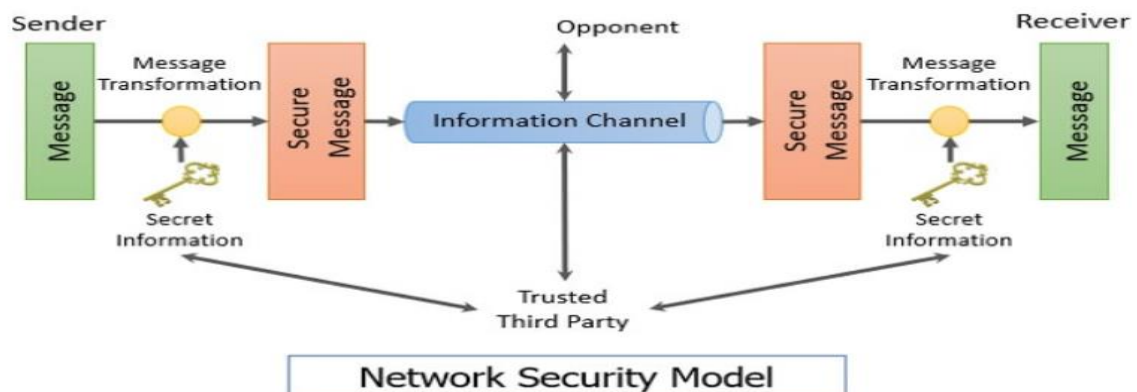 Sender
Message
Message
Transformation
Secret
Information
Secure
Message
Opponent
Information Channel
Trusted
Third Party
Secure
Message
Message
Transformation
Secret
Information
Receiver
Message
Network Security Model